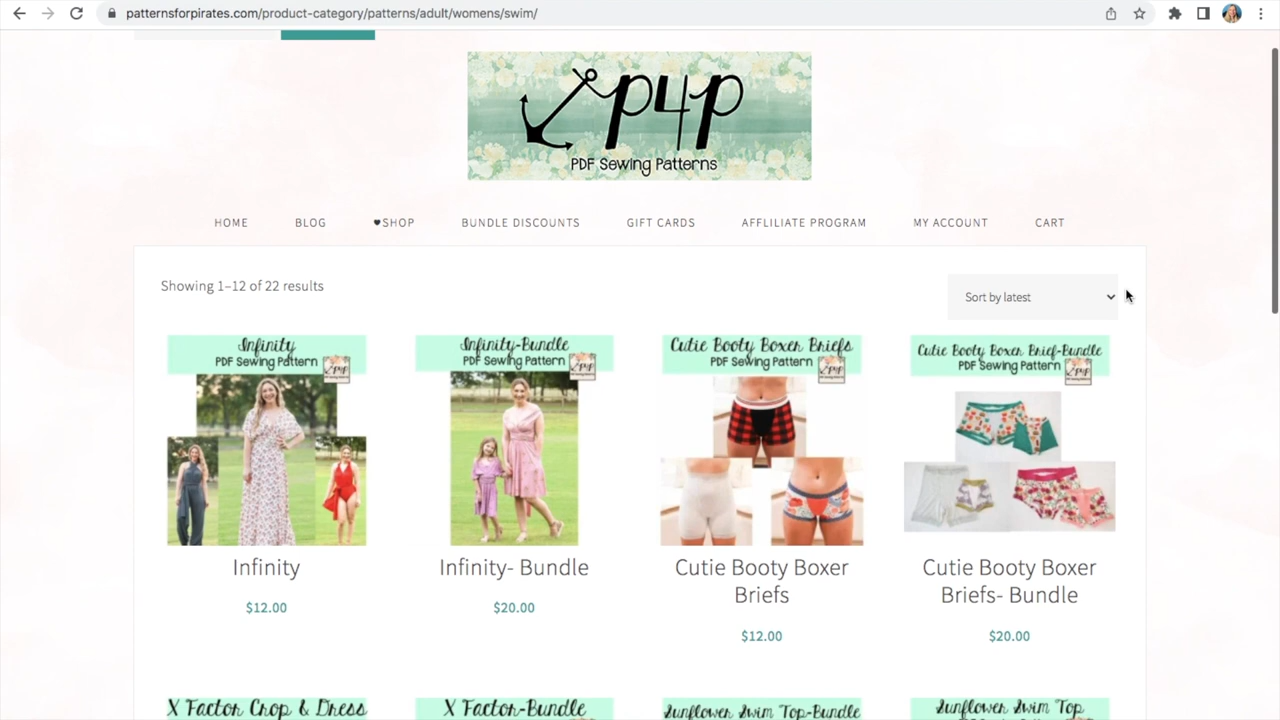 patternsforpirates.com/product-category/patterns/adult/womens/swim/
p4p
PDF Sewing Patterns
HOME BLOG ♥SHOP BUNDLE DISCOUNTS GIFT CARDS AFFLILIATE PROGRAM MY ACCOUNT CART
Showing 1–12 of 22 results
Sort by latest
Infinity
PDF Sewing Pattern
Infinity-Bundle
PDF Sewing Pattern
Cutie Booty Boxer Briefs
PDF Sewing Pattern
Cutie Booty Boxer Brief-Bundle
PDF Sewing Pattern
Infinity
$12.00
Infinity- Bundle
$20.00
Cutie Booty Boxer
Briefs
$12.00
Cutie Booty Boxer
Briefs- Bundle
$20.00
X Factor Crop & Dress
X Factor-Bundle
Sunflower Swim Top-Bundle
Sunflower Swim Top